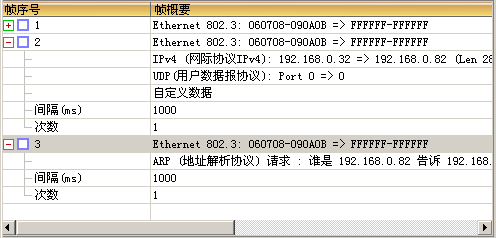 帧序号 帧概要
1 Ethernet 802.3: 060708-090A0B => FFFFFF-FFFFFF
2 Ethernet 802.3: 060708-090A0B => FFFFFF-FFFFFF
IPv4 (网际协议IPv4): 192.168.0.32 => 192.168.0.82 (Len 28
UDP(用户数据报协议): Port 0 => 0
自定义数据
间隔(ms) 1000
次数 1
3 Ethernet 802.3: 060708-090A0B => FFFFFF-FFFFFF
ARP (地址解析协议) 请求 : 谁是 192.168.0.82 告诉 192.168
间隔(ms) 1000
次数 1